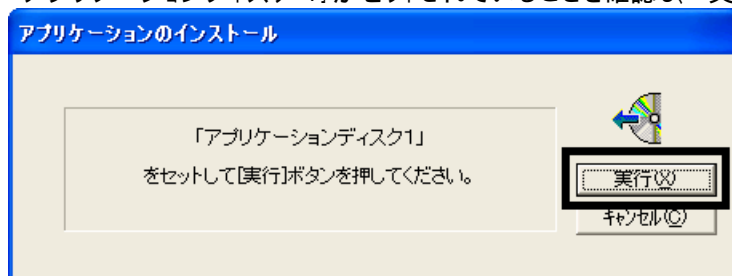 アプリケーションのインストール
「アプリケーションディスク1」
をセットして[実行]ボタンを押してください。
実行(X)
キャンセル(C)